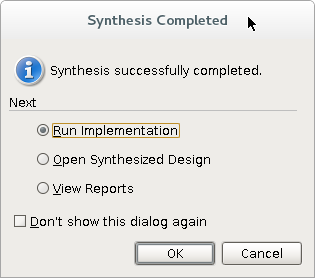 Synthesis Completed
Synthesis successfully completed.
Next
Run Implementation
Open Synthesized Design
View Reports
Don't show this dialog again
OK Cancel